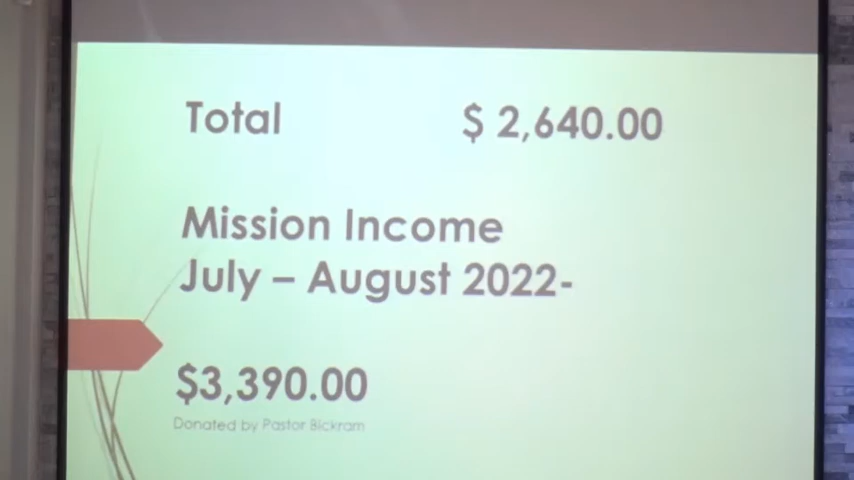 Total $ 2,640.00
Mission Income
July – August 2022-
$3,390.00
Donated by Pastor Bickram